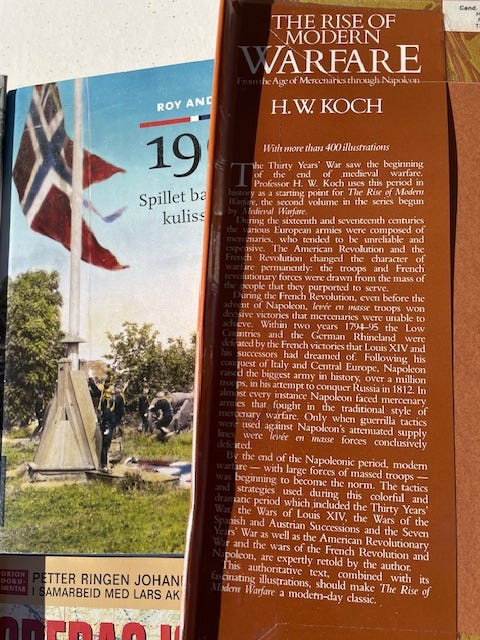 ROY AND
19
Spillet ba
kuliss
ORION
DOKU-
MENTAR
PETTER RINGEN JOHANN
I SAMARBEID MED LARS AK
Cand.
THE RISE OF
MODERN
WARFARE
From the Age of Mercenaries through Napoleon
H.W. KOCH
With more than 400 illustrations
The Thirty Years' War saw the beginning
of the end of medieval warfare.
Professor H. W. Koch uses this period in
history as a starting point for The Rise of Modern
Warfare, the second volume in the series begun
by Medieval Warfare.
During the sixteenth and seventeenth centuries
the various European armies were composed of
mercenaries, who tended to be unreliable and
expensive. The American Revolution and the
French Revolution changed the character of
warfare permanently: the troops and French
revolutionary forces were drawn from the mass of
the people that they purported to serve.
During the French Revolution, even before the
advent of Napoleon, levée en masse troops won
decisive victories that mercenaries were unable to
achieve. Within two years 1794-95 the Low
Countries and the German Rhineland were
defeated by the French victories that Louis XIV and
his successors had dreamed of. Following his
conquest of Italy and Central Europe, Napoleon
raised the biggest army in history, over a million
troops, in his attempt to conquer Russia in 1812. In
almost every instance Napoleon faced mercenary
armies that fought in the traditional style of
mercenary warfare. Only when guerrilla tactics
were used against Napoleon's attenuated supply
lines were levée en masse forces conclusively
defeated.
By the end of the Napoleonic period, modern
warfare — with large forces of massed troops —
was beginning to become the norm. The tactics
and strategies used during this colorful and
dramatic period which included the Thirty Years'
War, the Wars of Louis XIV, the Wars of the
Spanish and Austrian Successions and the Seven
Years' War as well as the American Revolutionary
War and the wars of the French Revolution and
Napoleon, are expertly retold by the author.
This authoritative text, combined with its
fascinating illustrations, should make The Rise of
Modern Warfare a modern-day classic.